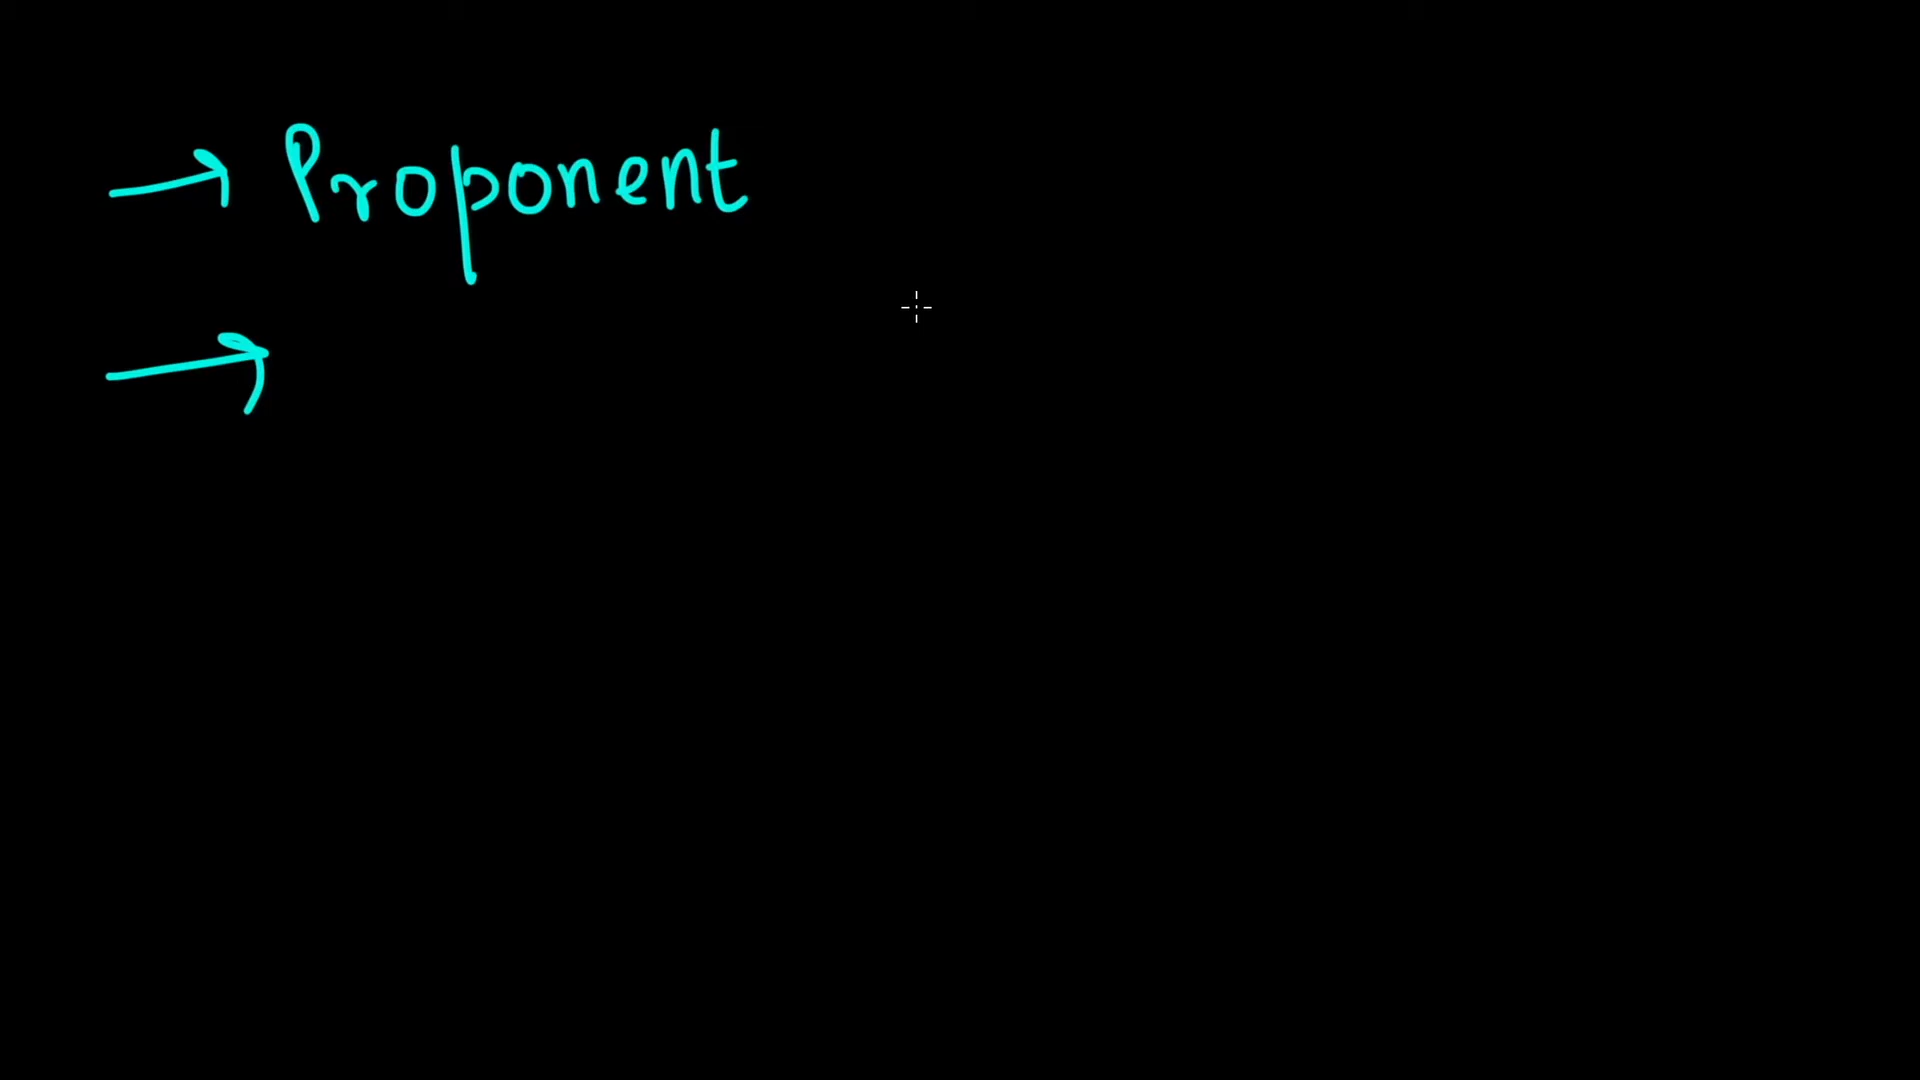 → Proponent
→